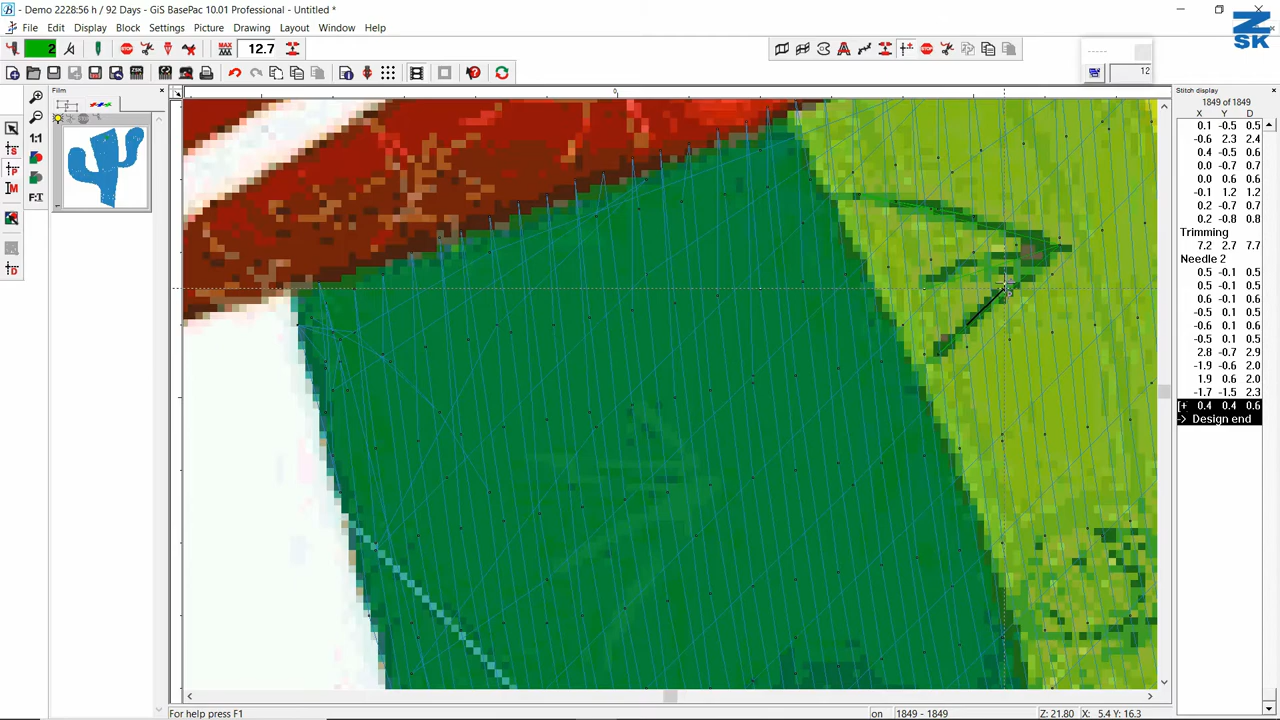 - Demo 2228:56 h / 92 Days - GiS BasePac 10.01 Professional - Untitled *
File Edit Display Block Settings Picture Drawing Layout Window Help
2 STOP MAX 12.7 STOP
-----
12
ZSK
Film
1:1
F:T
0
Stitch display
1849 of 1849
X Y D
0.1 -0.5 0.5
-0.6 2.3 2.4
0.4 -0.5 0.6
0.0 -0.7 0.7
0.0 0.6 0.6
-0.1 1.2 1.2
0.2 -0.7 0.7
0.2 -0.8 0.8
Trimming
7.2 2.7 7.7
Needle 2
0.5 -0.1 0.5
0.5 -0.1 0.5
0.6 -0.1 0.6
-0.5 0.1 0.5
-0.6 0.1 0.6
-0.5 0.1 0.5
2.8 -0.7 2.9
-1.9 -0.6 2.0
1.9 0.6 2.0
-1.7 -1.5 2.3
[+ 0.4 0.4 0.6
-> Design end
For help press F1
on 1849 - 1849 Z: 21.80 X: 5.4 Y: 16.3